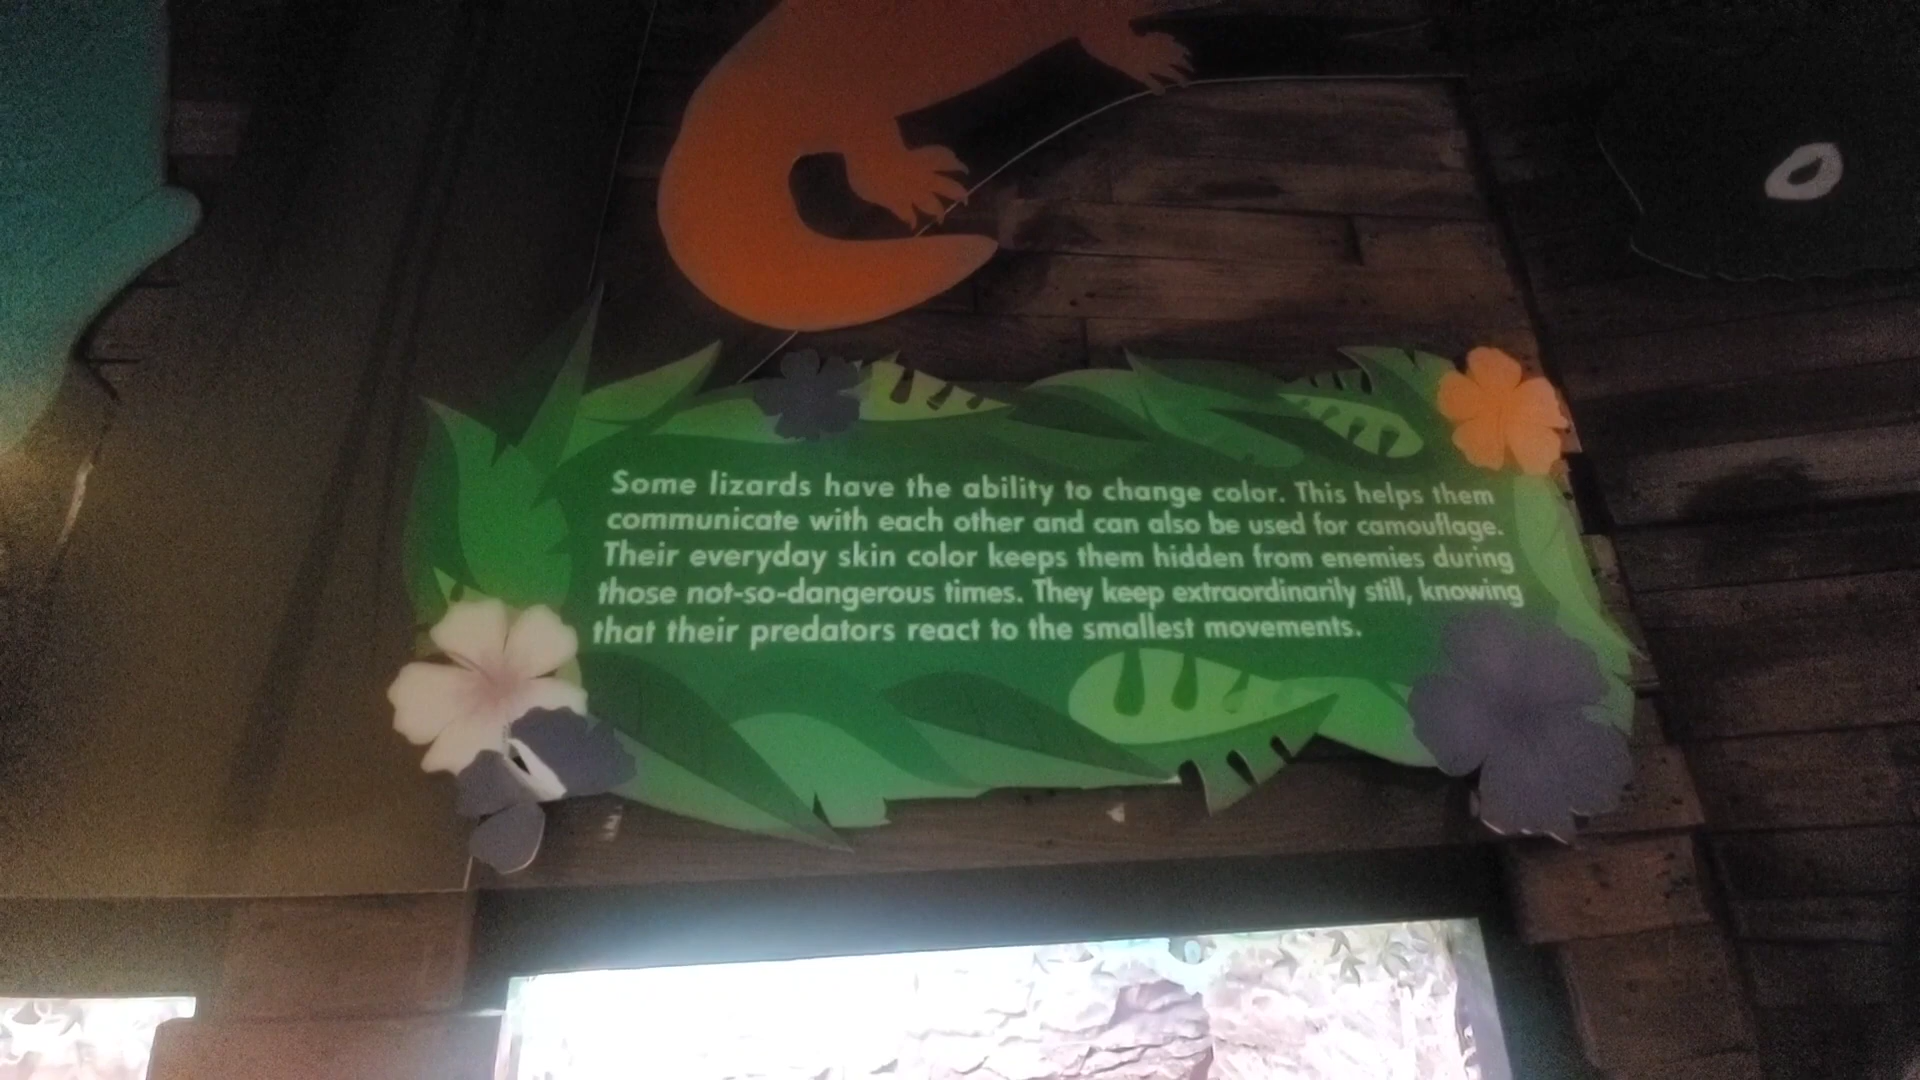 Some lizards have the ability to change color. This helps them
communicate with each other and can also be used for camouflage.
Their everyday skin color keeps them hidden from enemies during
those not-so-dangerous times. They keep extraordinarily still, knowing
that their predators react to the smallest movements.